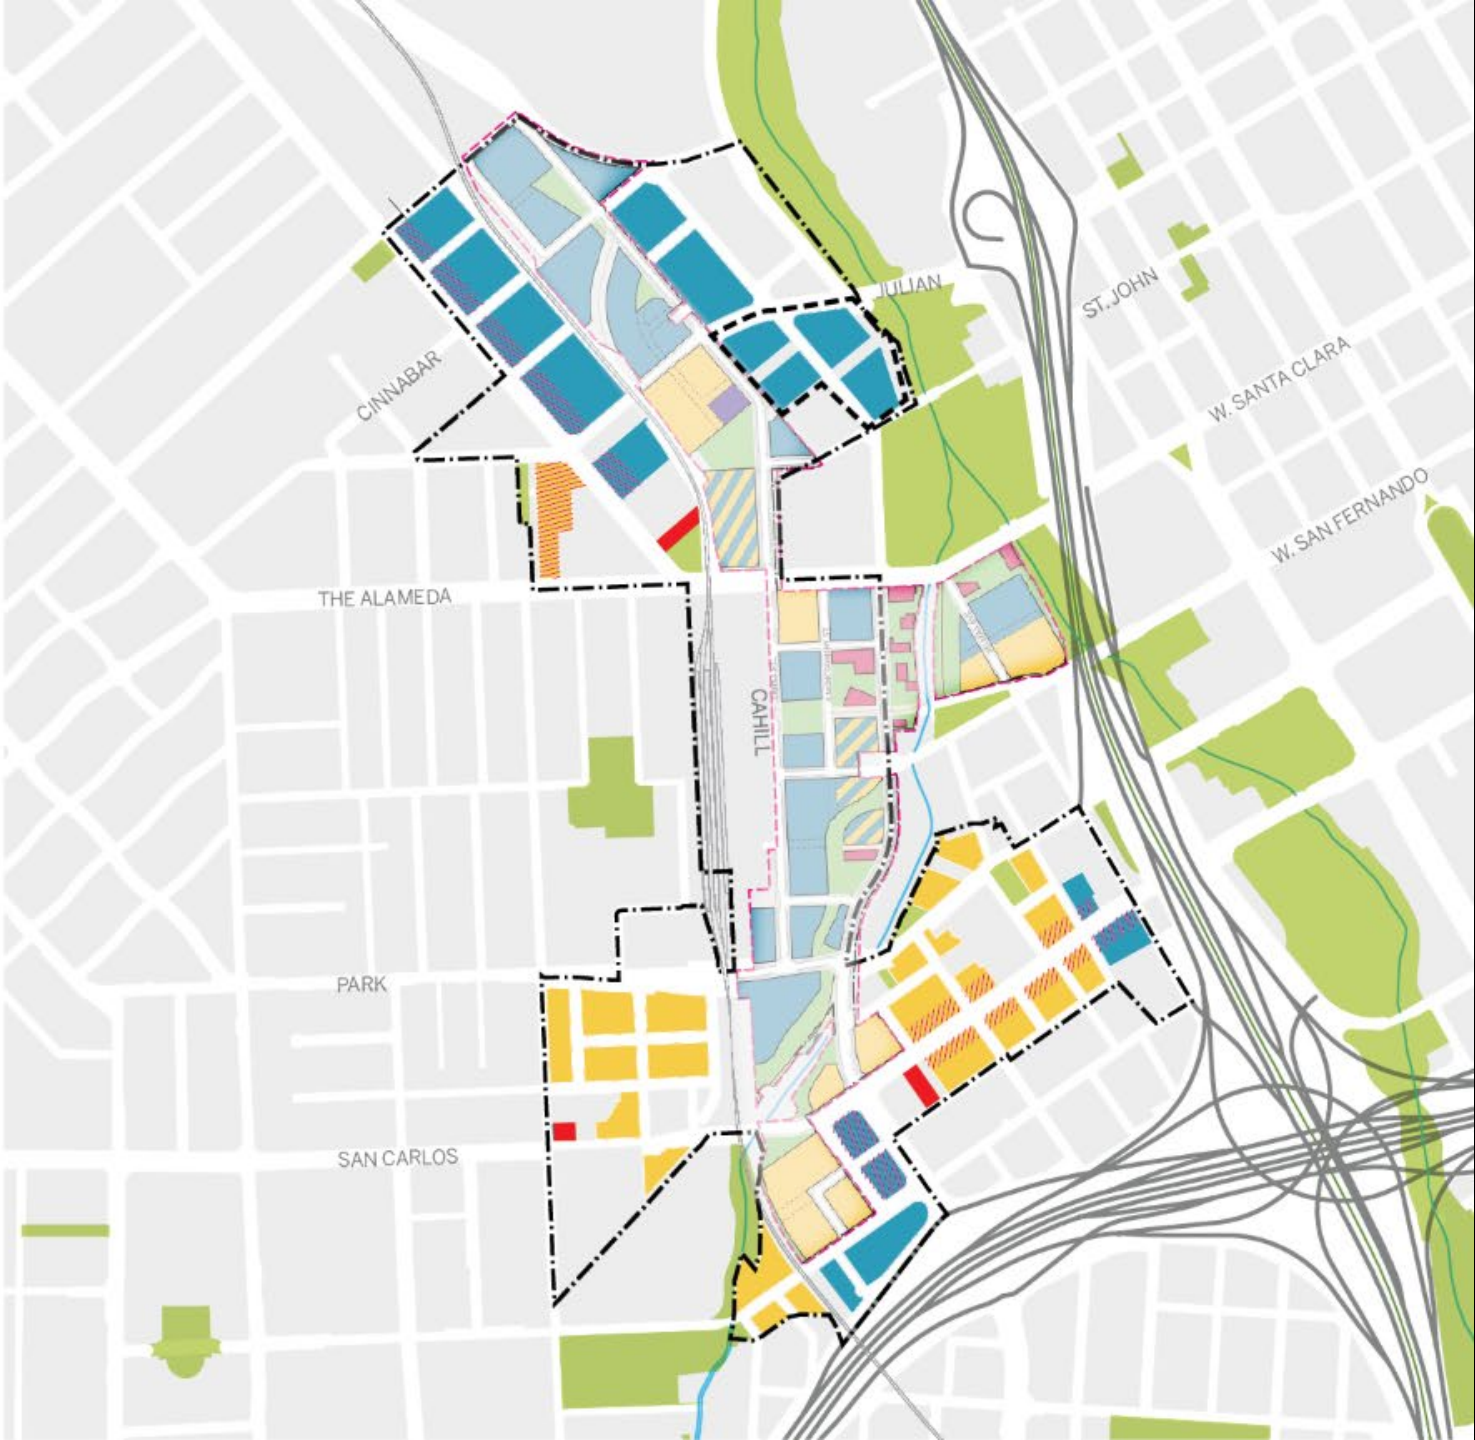 JULIAN
ST. JOHN
W. SANTA CLARA
CINNABAR
W. SAN FERNANDO
THE ALAMEDA
CAHILL
PARK
SAN CARLOS